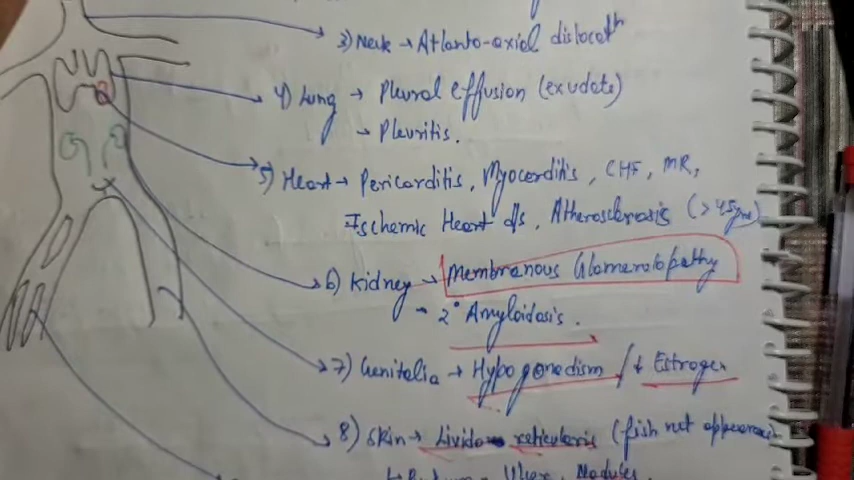 3) Neck → Atlanto-axial dislocatn
4) Lung → Pleural effusion (exudate)
→ Pleuritis.
5) Heart → Pericarditis, Myocarditis, CHF, MR,
Ischemic Heart d/s, Atherosclerosis (>45yrs)
6) Kidney → Membranous Glomerulopathy
- 2° Amyloidosis.
7) Genitalia → Hypogonadism / ↓ Estrogen
8) Skin → Livido reticularis (fish net appearance
Ulcer, Nodules.